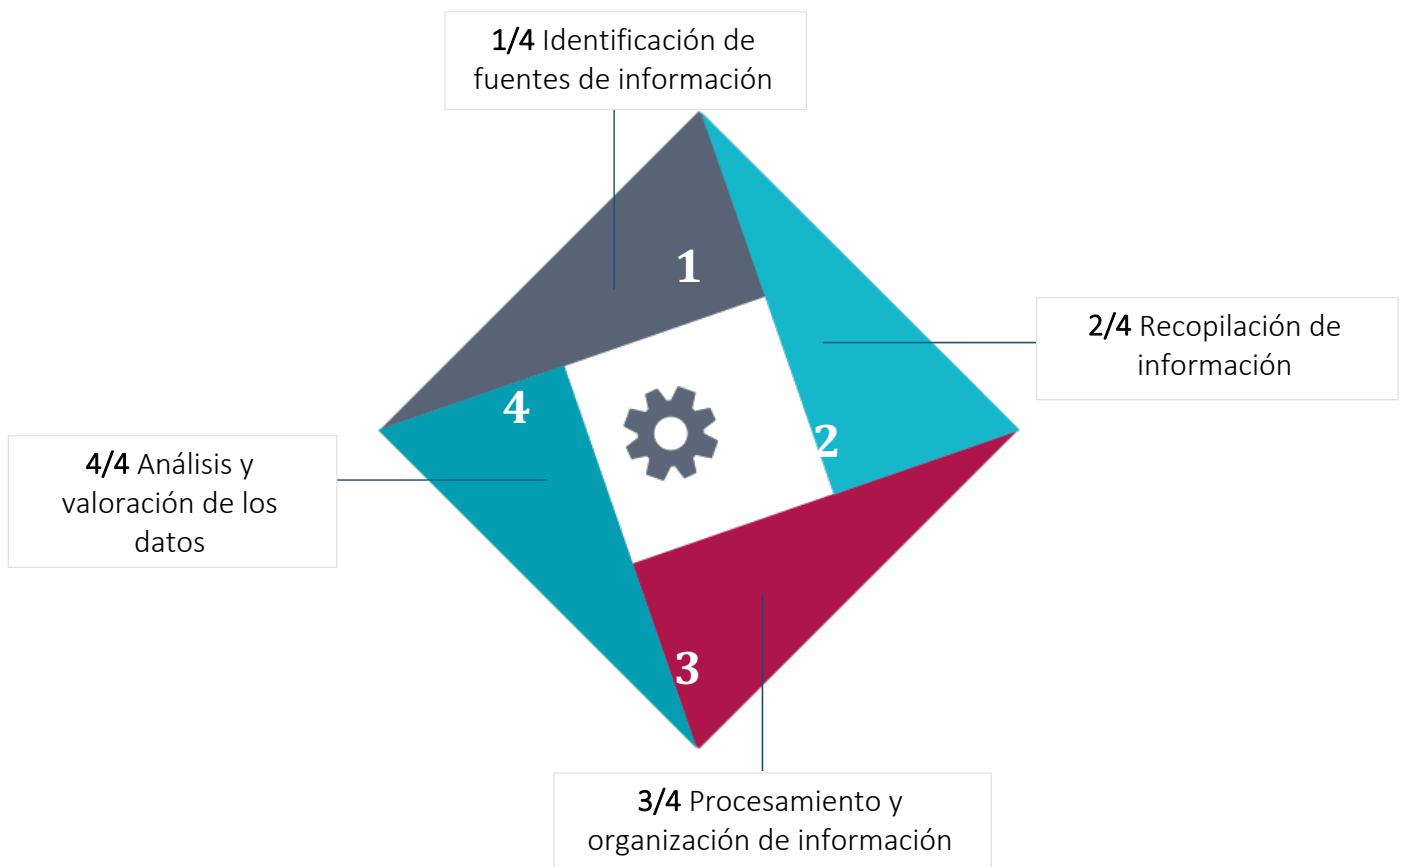 1/4 Identificación de
fuentes de información
1
2/4 Recopilación de
información
4
2
4/4 Análisis y
valoración de los
datos
3
3/4 Procesamiento y
organización de información